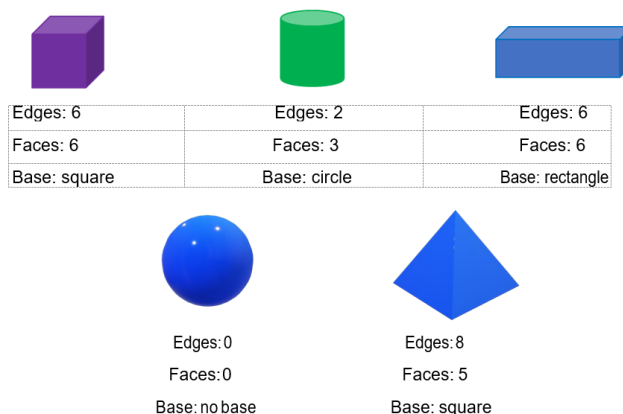 Edges: 6 Edges: 2 Edges: 6
Faces: 6 Faces: 3 Faces: 6
Base: square Base: circle Base: rectangle
Edges: 0 Edges: 8
Faces: 0 Faces: 5
Base: no base Base: square